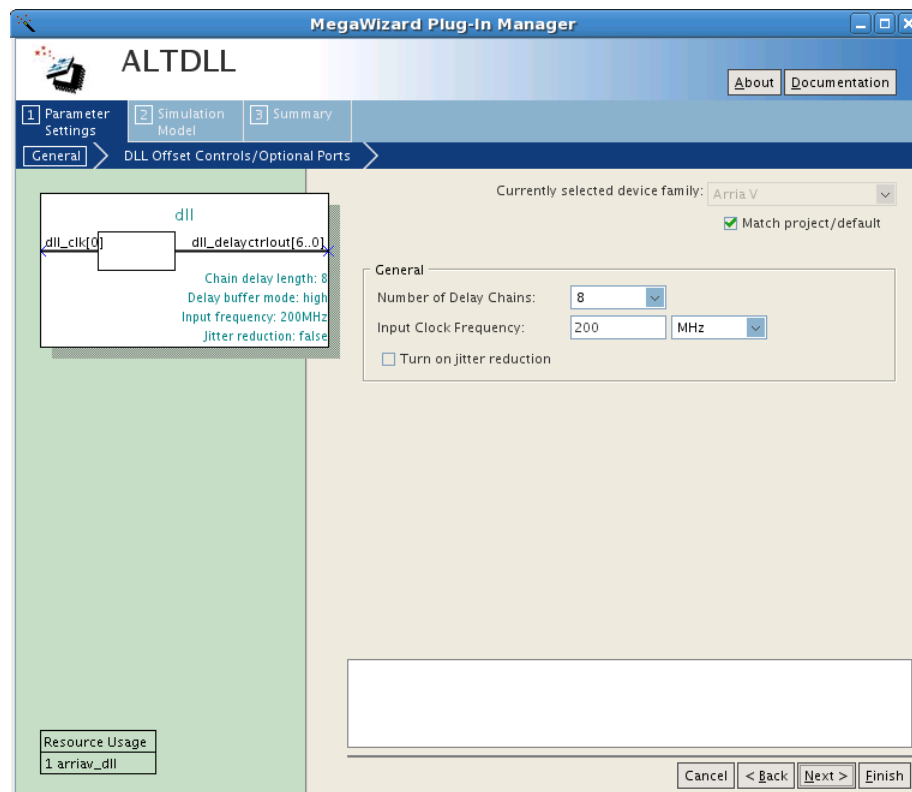 MegaWizard Plug-In Manager
ALTDLL
About Documentation
1 Parameter Settings
2 Simulation Model
3 Summary
General DLL Offset Controls/Optional Ports
Currently selected device family: Arria V
Match project/default
dll
dll_clk[0] dll_delayctrlout[6..0]
Chain delay length: 8
Delay buffer mode: high
Input frequency: 200MHz
Jitter reduction: false
General
Number of Delay Chains: 8
Input Clock Frequency: 200 MHz
Turn on jitter reduction
Resource Usage
1 arriav_dll
Cancel < Back Next > Finish